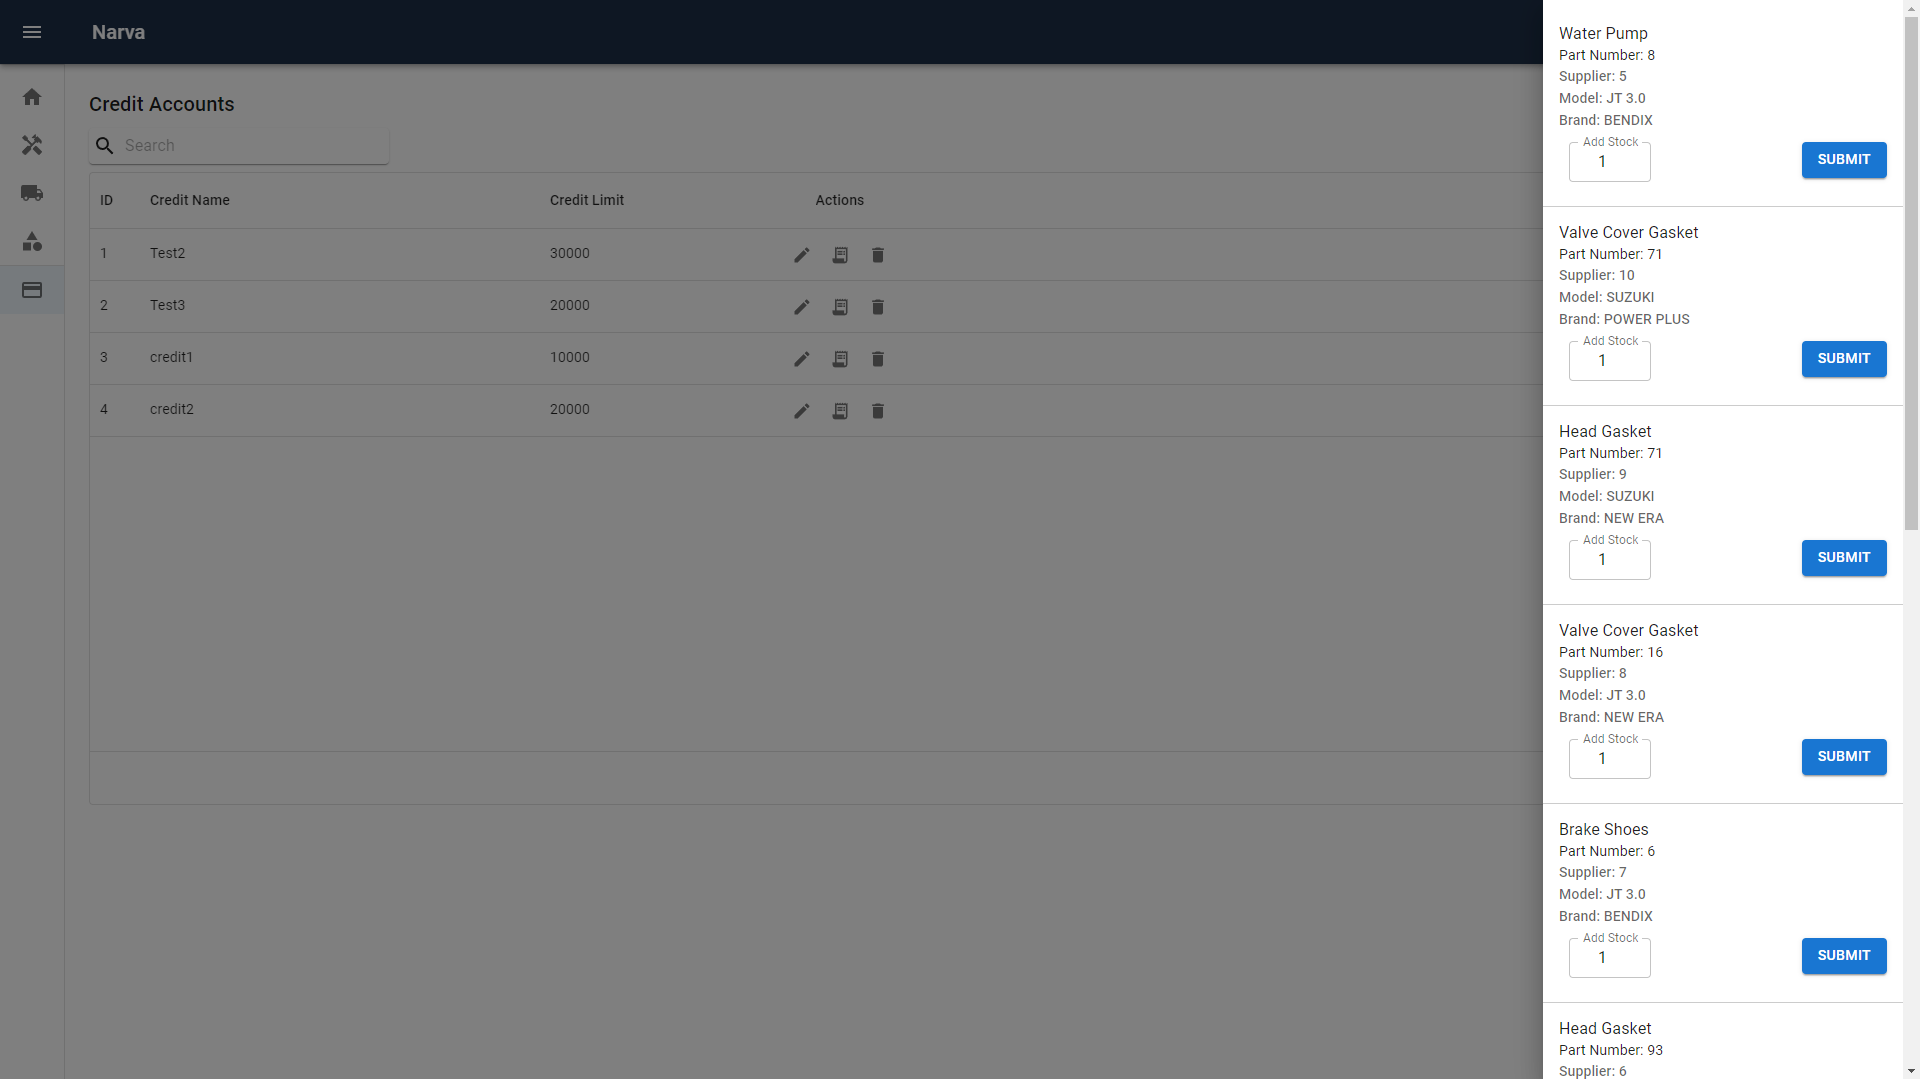 Narva
Credit Accounts
Search
ID Credit Name Credit Limit Actions
1 Test2 30000
2 Test3 20000
3 credit1 10000
4 credit2 20000
Water Pump
Part Number: 8
Supplier: 5
Model: JT 3.0
Brand: BENDIX
Add Stock
1 SUBMIT
Valve Cover Gasket
Part Number: 71
Supplier: 10
Model: SUZUKI
Brand: POWER PLUS
Add Stock
1 SUBMIT
Head Gasket
Part Number: 71
Supplier: 9
Model: SUZUKI
Brand: NEW ERA
Add Stock
1 SUBMIT
Valve Cover Gasket
Part Number: 16
Supplier: 8
Model: JT 3.0
Brand: NEW ERA
Add Stock
1 SUBMIT
Brake Shoes
Part Number: 6
Supplier: 7
Model: JT 3.0
Brand: BENDIX
Add Stock
1 SUBMIT
Head Gasket
Part Number: 93
Supplier: 6